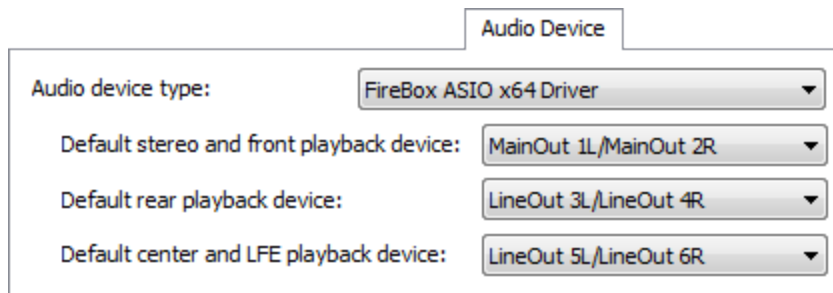 Audio Device
Audio device type: FireBox ASIO x64 Driver
Default stereo and front playback device: MainOut 1L/MainOut 2R
Default rear playback device: LineOut 3L/LineOut 4R
Default center and LFE playback device: LineOut 5L/LineOut 6R